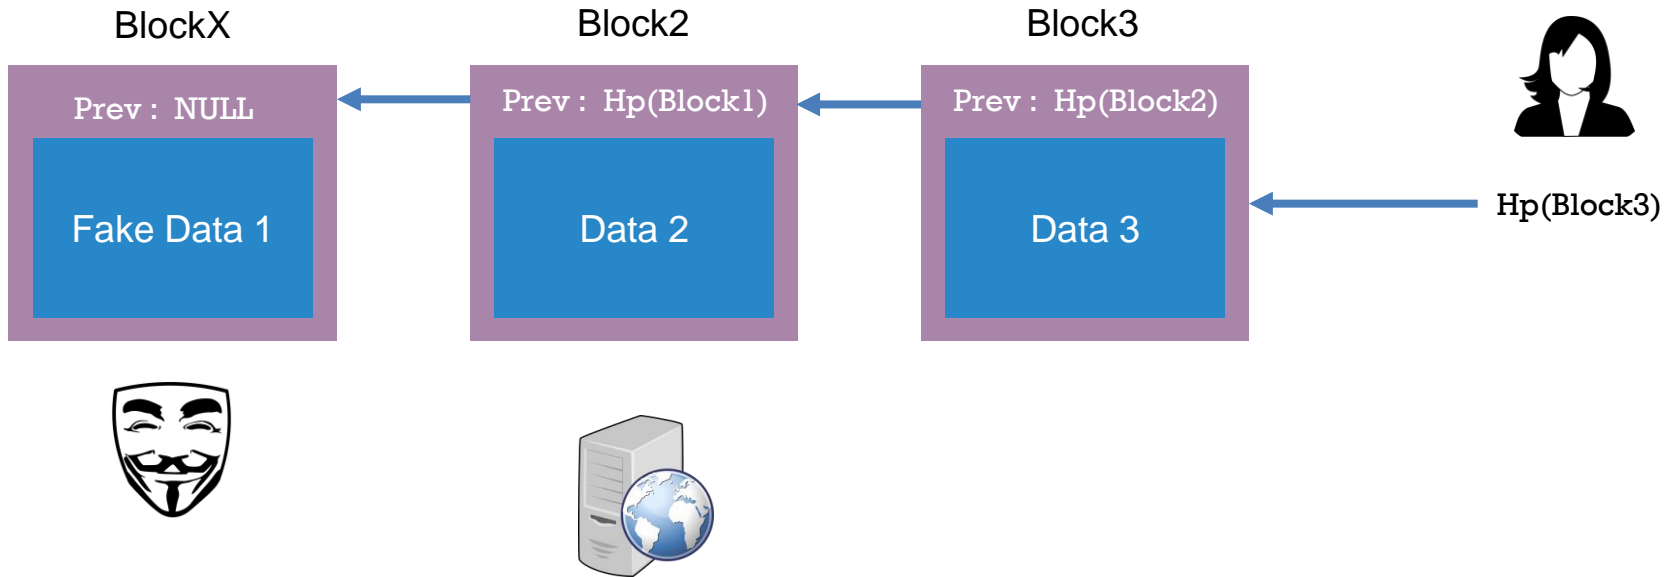 BlockX
Block2
Block3
Prev : NULL
Prev : Hp(Block1)
Prev : Hp(Block2)
Fake Data 1
Data 2
Data 3
Hp(Block3)